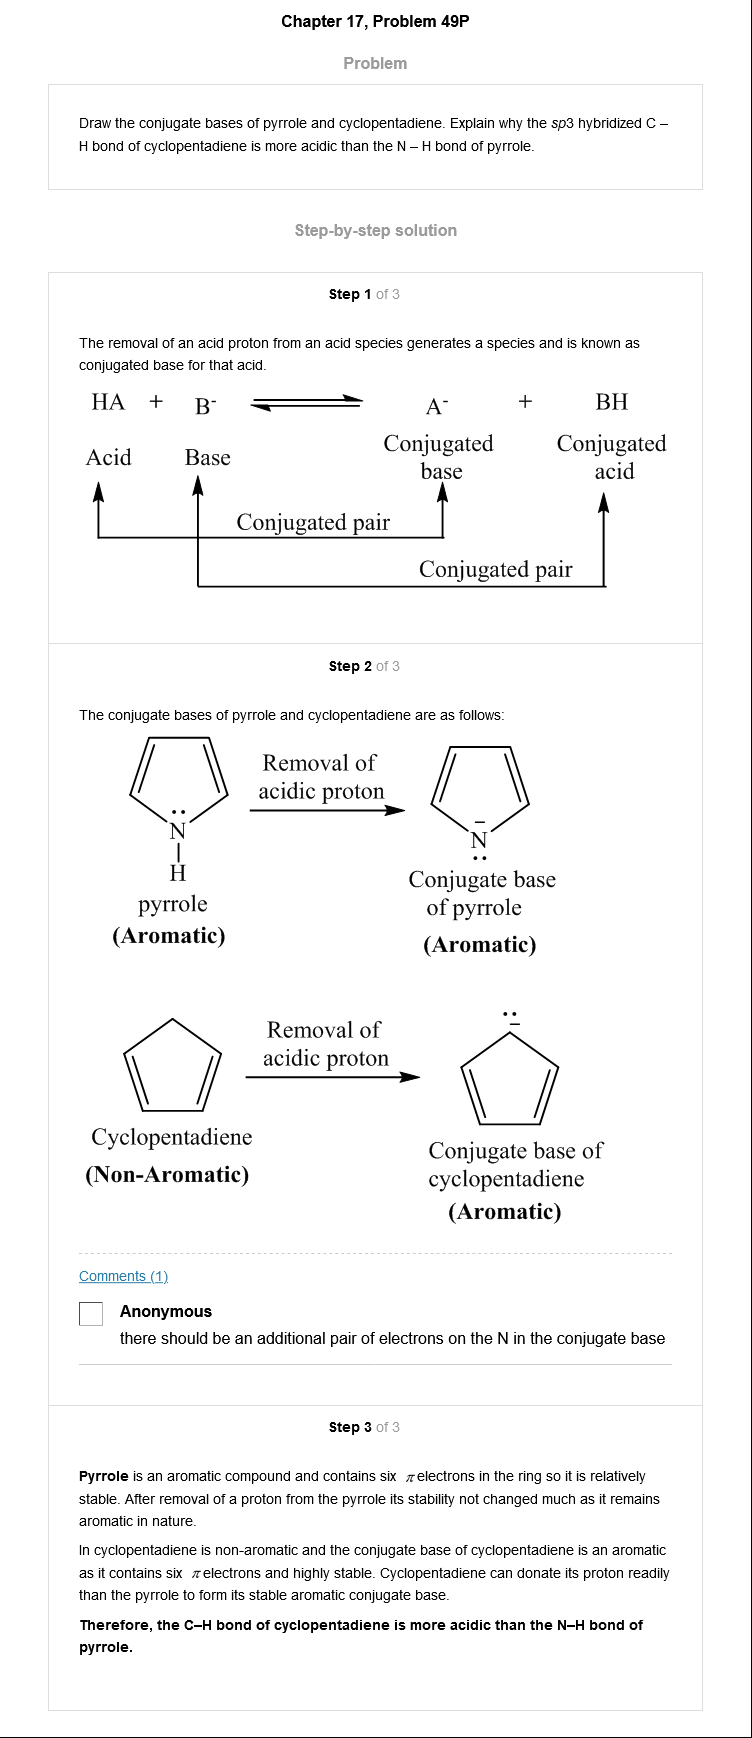 Chapter 17, Problem 49P
Problem
Draw the conjugate bases of pyrrole and cyclopentadiene. Explain why the sp3 hybridized C –
H bond of cyclopentadiene is more acidic than the N – H bond of pyrrole.
Step-by-step solution
Step 1 of 3
The removal of an acid proton from an acid species generates a species and is known as
conjugated base for that acid.
HA + B- A- + BH
Acid Base Conjugated base Conjugated acid
Conjugated pair
Conjugated pair
Step 2 of 3
The conjugate bases of pyrrole and cyclopentadiene are as follows:
Removal of
acidic proton
N
H
pyrrole
(Aromatic)
N
Conjugate base
of pyrrole
(Aromatic)
Removal of
acidic proton
Cyclopentadiene
(Non-Aromatic)
Conjugate base of
cyclopentadiene
(Aromatic)
Comments (1)
Anonymous
there should be an additional pair of electrons on the N in the conjugate base
Step 3 of 3
Pyrrole is an aromatic compound and contains six π electrons in the ring so it is relatively
stable. After removal of a proton from the pyrrole its stability not changed much as it remains
aromatic in nature.
In cyclopentadiene is non-aromatic and the conjugate base of cyclopentadiene is an aromatic
as it contains six π electrons and highly stable. Cyclopentadiene can donate its proton readily
than the pyrrole to form its stable aromatic conjugate base.
Therefore, the C–H bond of cyclopentadiene is more acidic than the N–H bond of
pyrrole.